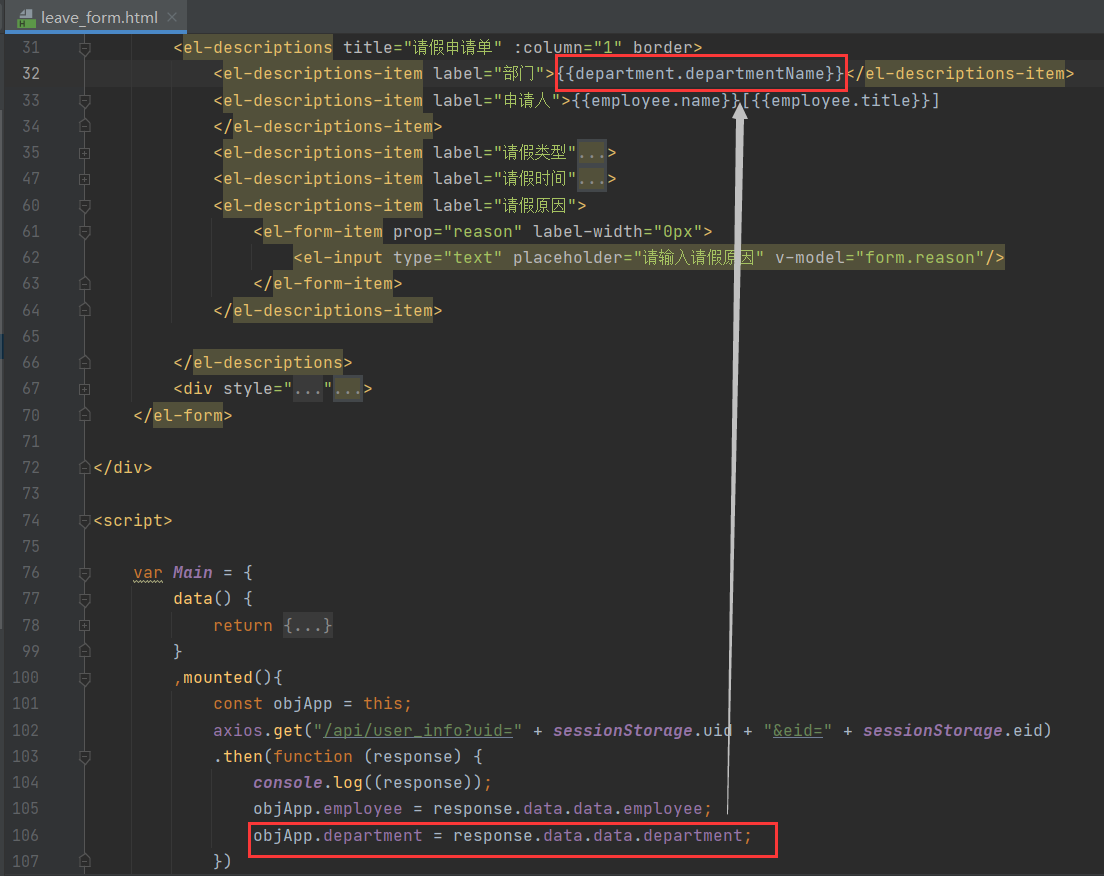 leave_form.html
31 <el-descriptions title="请假申请单" :column="1" border>
32 <el-descriptions-item label="部门">{{department.departmentName}}</el-descriptions-item>
33 <el-descriptions-item label="申请人">{{employee.name}}[{{employee.title}}]
34 </el-descriptions-item>
35 <el-descriptions-item label="请假类型"...>
47 <el-descriptions-item label="请假时间"...>
60 <el-descriptions-item label="请假原因">
61 <el-form-item prop="reason" label-width="0px">
62 <el-input type="text" placeholder="请输入请假原因" v-model="form.reason"/>
63 </el-form-item>
64 </el-descriptions-item>
65
66 </el-descriptions>
67 <div style="..."...>
70 </el-form>
71
72 </div>
73
74 <script>
75
76 var Main = {
77 data() {
78 return {...}
99 }
100 ,mounted(){
101 const objApp = this;
102 axios.get("/api/user_info?uid=" + sessionStorage.uid + "&eid=" + sessionStorage.eid)
103 .then(function (response) {
104 console.log((response));
105 objApp.employee = response.data.data.employee;
106 objApp.department = response.data.data.department;
107 })